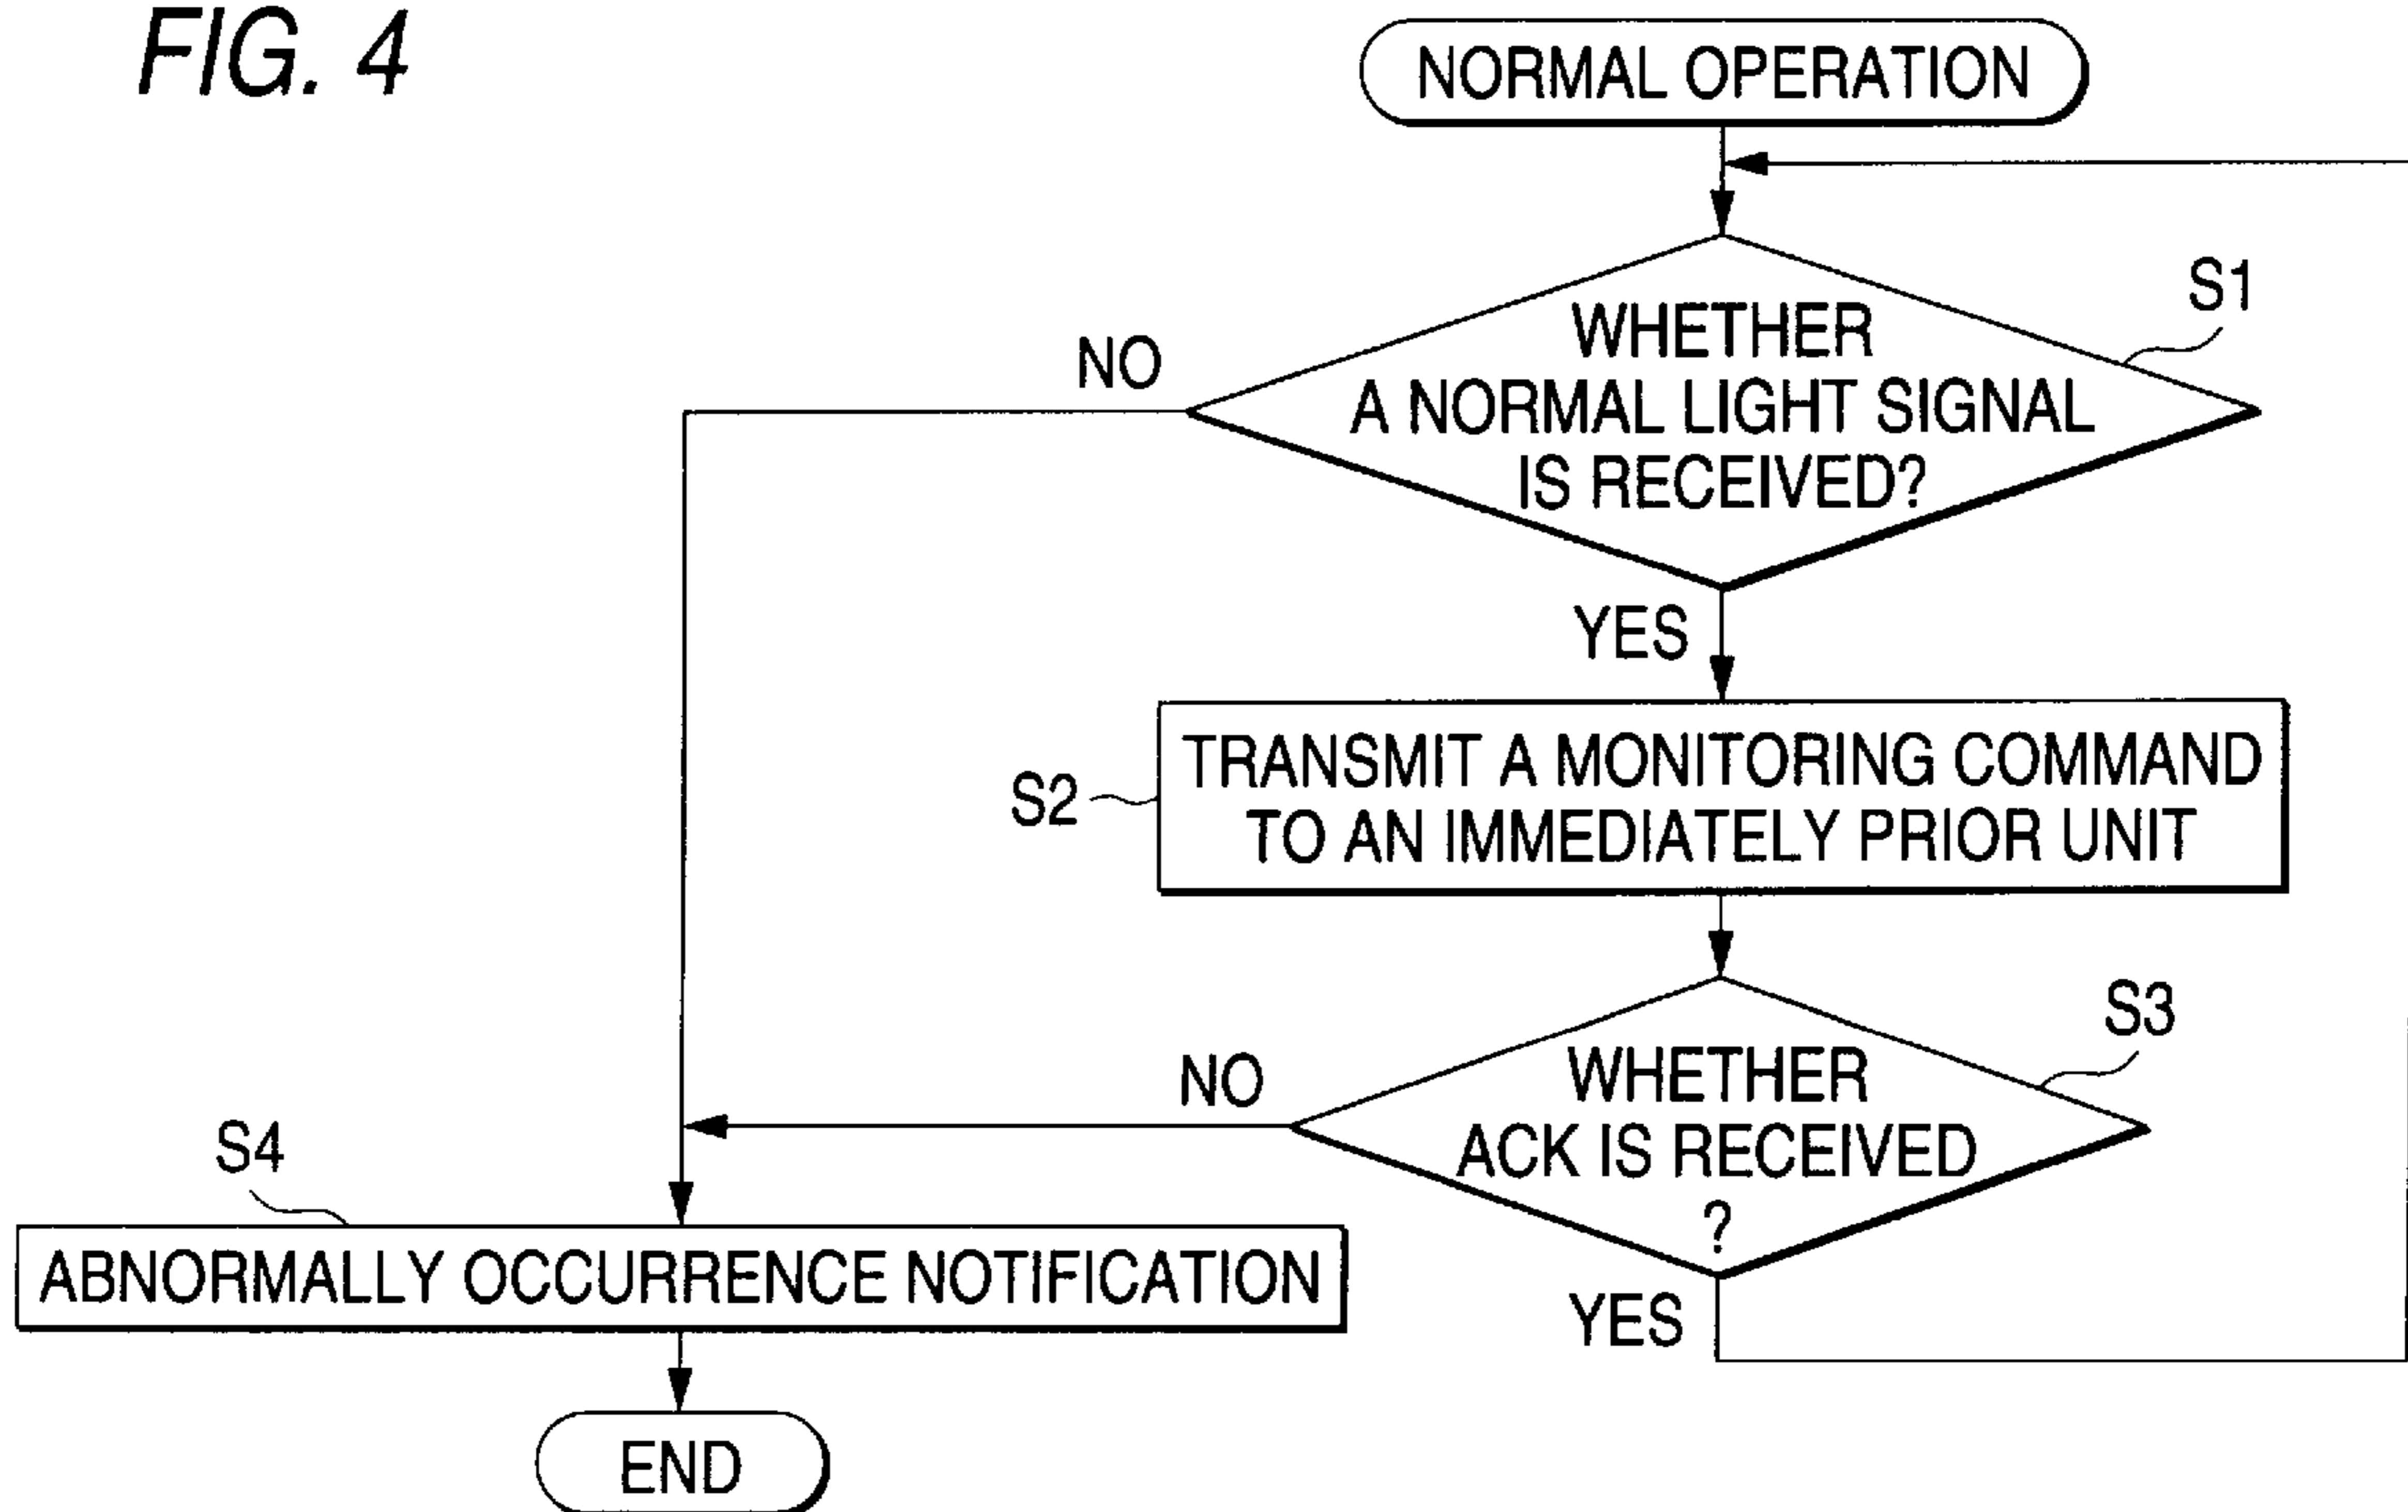 FIG. 4
NORMAL OPERATION
S1
WHETHER
A NORMAL LIGHT SIGNAL
IS RECEIVED?
NO
YES
S2
TRANSMIT A MONITORING COMMAND
TO AN IMMEDIATELY PRIOR UNIT
S3
WHETHER
ACK IS RECEIVED
?
NO
YES
S4
ABNORMALLY OCCURRENCE NOTIFICATION
END